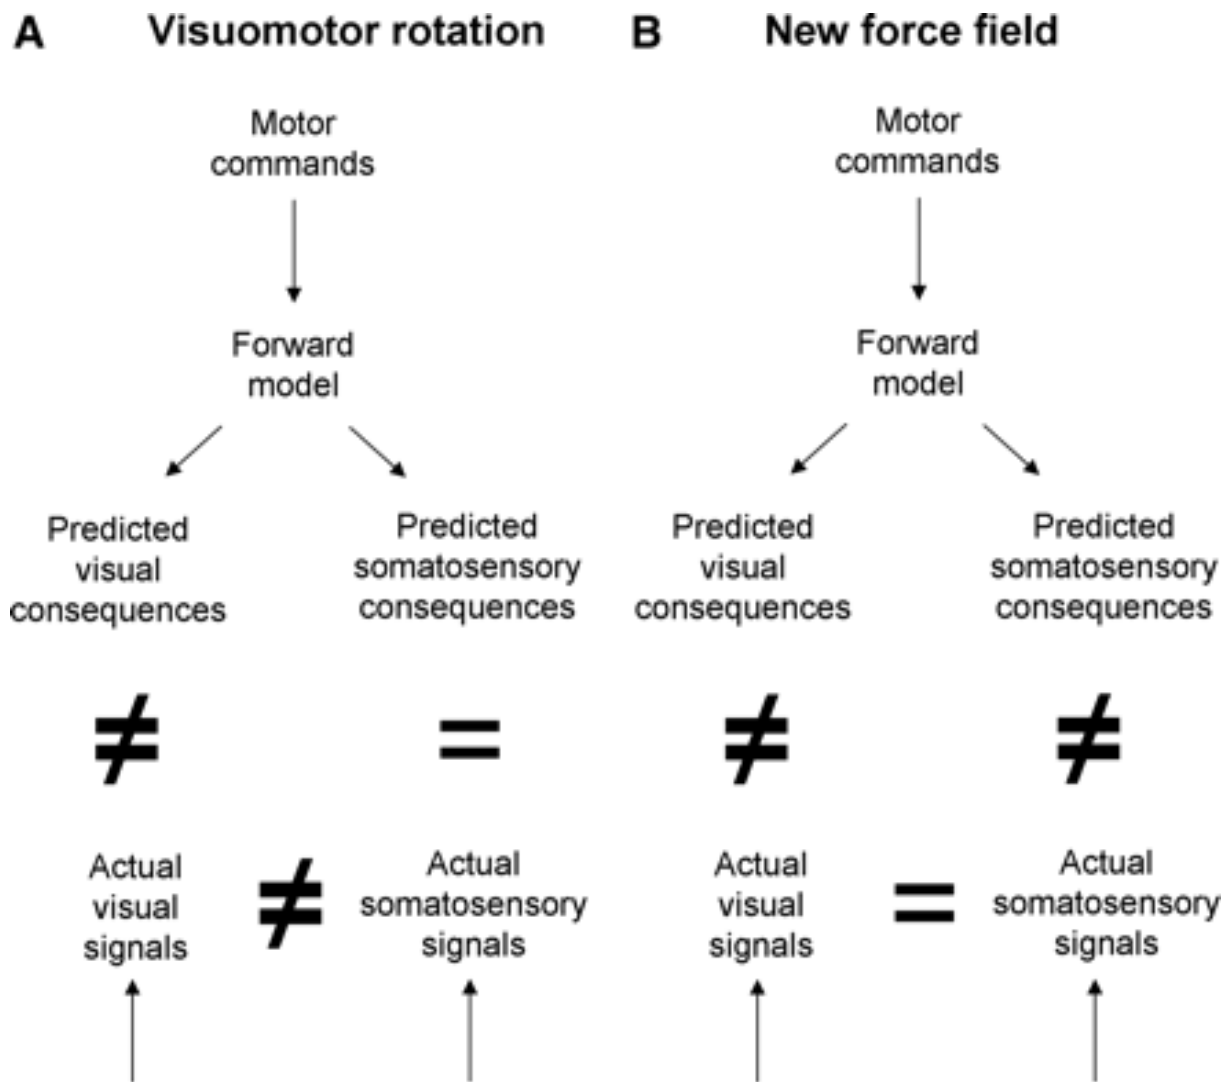 A Visuomotor rotation
Motor
commands
Forward
model
Predicted
visual
consequences
Predicted
somatosensory
consequences
≠
=
Actual
visual
signals
≠
Actual
somatosensory
signals
B New force field
Motor
commands
Forward
model
Predicted
visual
consequences
Predicted
somatosensory
consequences
≠
≠
Actual
visual
signals
=
Actual
somatosensory
signals